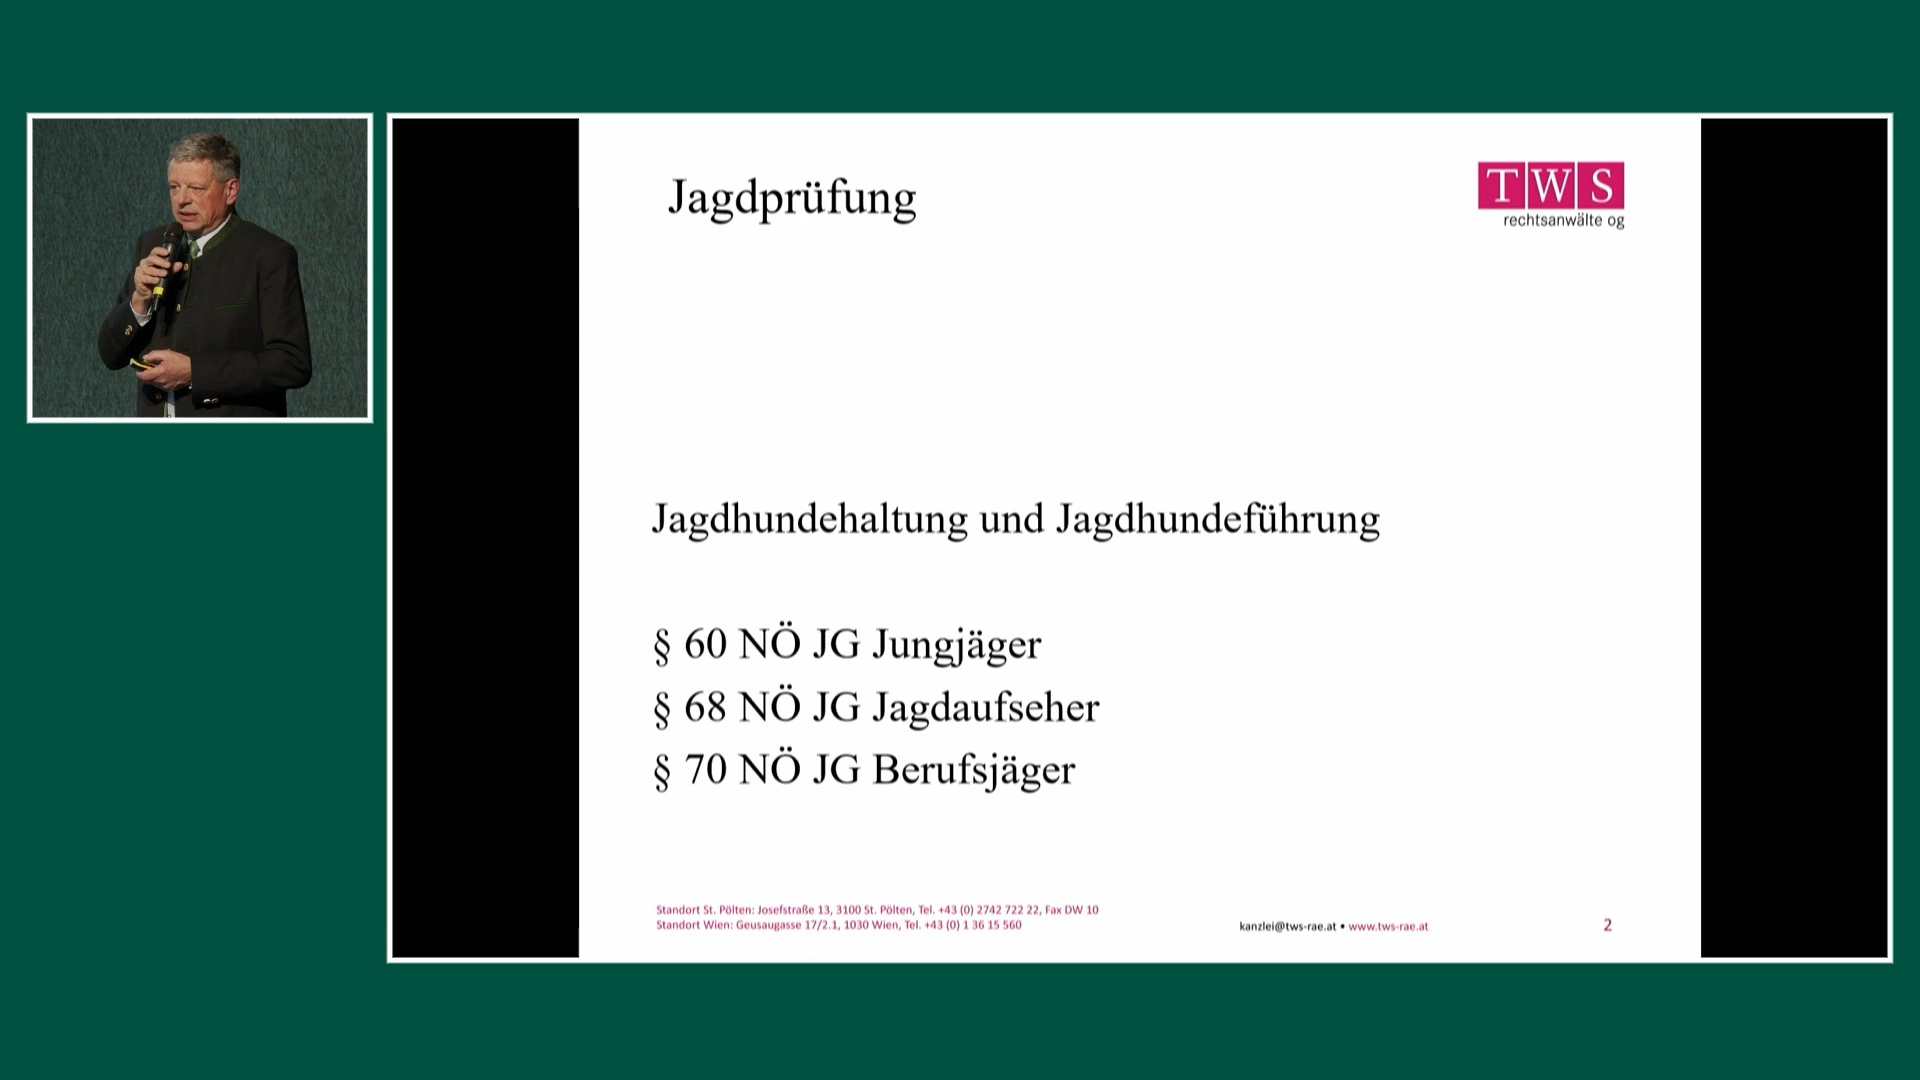 Jagdprüfung
TWS
rechtsanwälte og
Jagdhundehaltung und Jagdhundeführung
§ 60 NÖ JG Jungjäger
§ 68 NÖ JG Jagdaufseher
§ 70 NÖ JG Berufsjäger
Standort St. Pölten: Josefstraße 13, 3100 St. Pölten, Tel. +43 (0) 2742 722 22, Fax DW 10
Standort Wien: Geusaugasse 17/2.1, 1030 Wien, Tel. +43 (0) 1 36 15 560
kanzlei@tws-rae.at • www.tws-rae.at
2